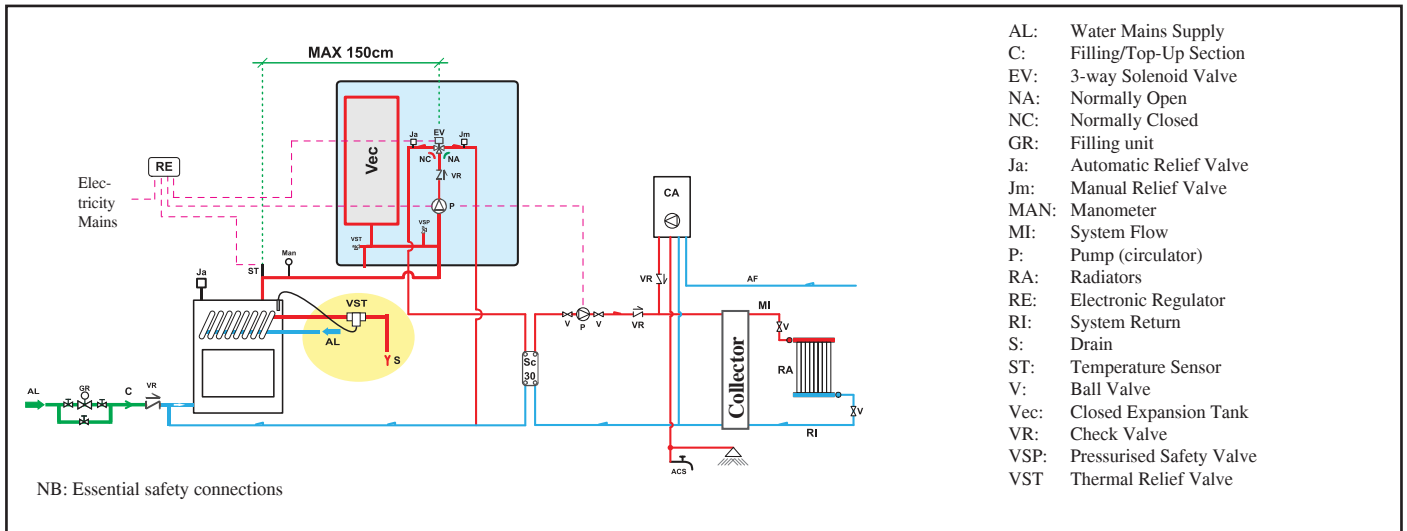 MAX 150cm
Vec
Ja
EV
Jm
NC
NA
VR
P
VSP
VST
RE
Elec-
tricity
Mains
ST
Man
Ja
VST
AL
S
AL
GR
C
VR
CA
VR
AF
MI
V
P
V
VR
V
Sc
30
Collector
RA
V
RI
ACS
NB: Essential safety connections
AL: Water Mains Supply
C: Filling/Top-Up Section
EV: 3-way Solenoid Valve
NA: Normally Open
NC: Normally Closed
GR: Filling unit
Ja: Automatic Relief Valve
Jm: Manual Relief Valve
MAN: Manometer
MI: System Flow
P: Pump (circulator)
RA: Radiators
RE: Electronic Regulator
RI: System Return
S: Drain
ST: Temperature Sensor
V: Ball Valve
Vec: Closed Expansion Tank
VR: Check Valve
VSP: Pressurised Safety Valve
VST Thermal Relief Valve